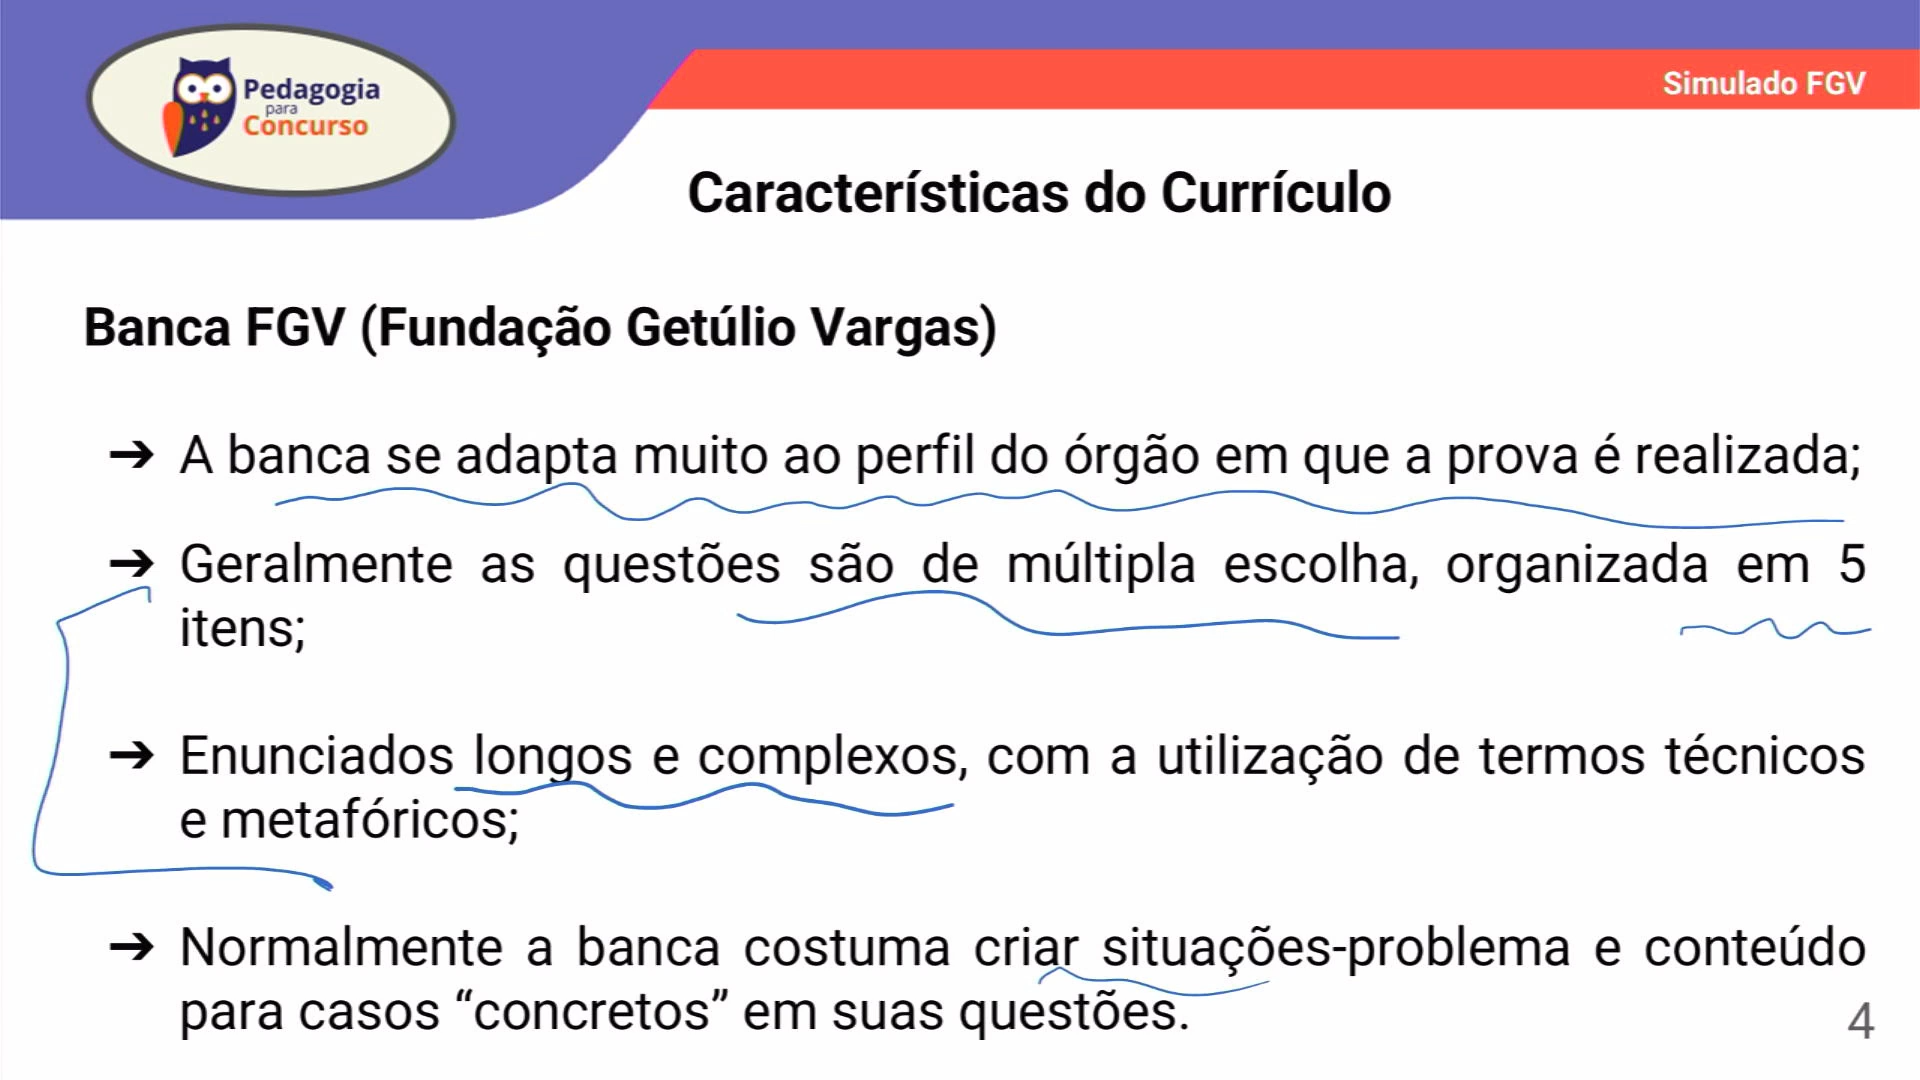 Pedagogia
para
Concurso
Simulado FGV
Características do Currículo
Banca FGV (Fundação Getúlio Vargas)
➔ A banca se adapta muito ao perfil do órgão em que a prova é realizada;
➔ Geralmente as questões são de múltipla escolha, organizada em 5
itens;
➔ Enunciados longos e complexos, com a utilização de termos técnicos
e metafóricos;
➔ Normalmente a banca costuma criar situações-problema e conteúdo
para casos “concretos” em suas questões.
4